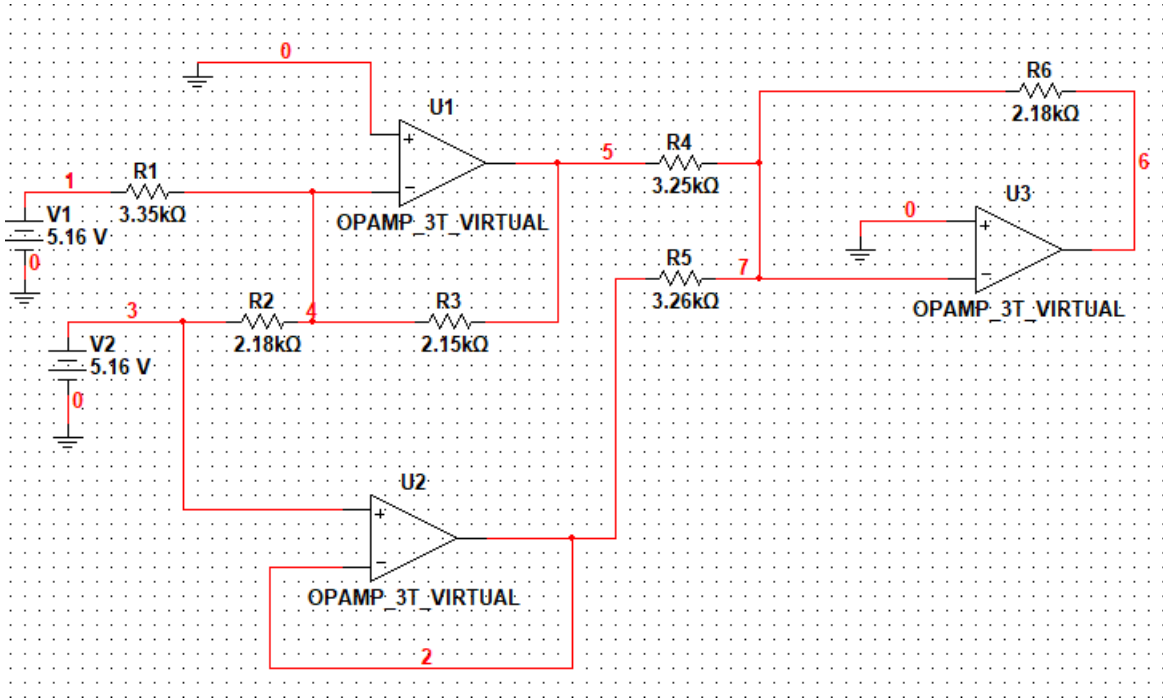 0
U1
+
−
OPAMP_3T_VIRTUAL
1
R1
3.35kΩ
V1
5.16 V
0
5
R4
3.25kΩ
R6
2.18kΩ
6
U3
0
+
−
OPAMP_3T_VIRTUAL
7
R5
3.26kΩ
3
R2
2.18kΩ
4
R3
2.15kΩ
V2
5.16 V
0
U2
+
−
OPAMP_3T_VIRTUAL
2